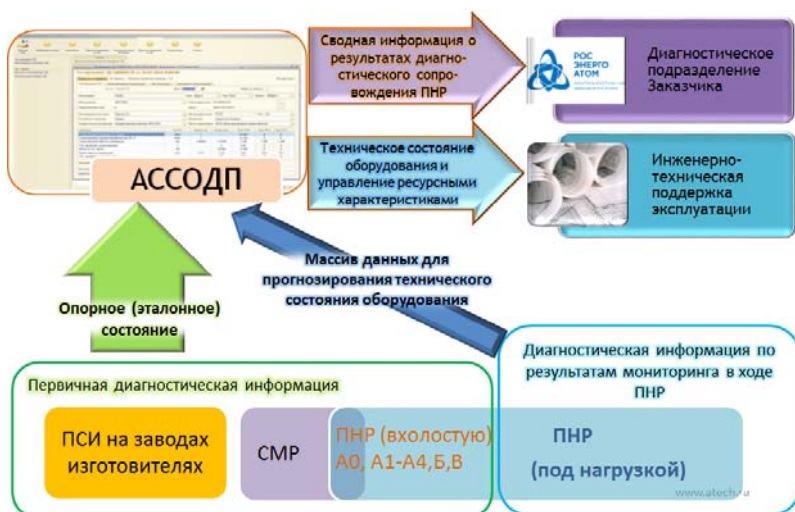 Сводная информация о
результатах диагно-
стического сопро-
вождения ПНР
РОС
ЭНЕРГО
АТОМ
Диагностическое
подразделение
Заказчика
АССОДП
Техническое состояние
оборудования и
управление ресурсными
характеристиками
Инженерно-
техническая
поддержка
эксплуатации
Опорное (эталонное)
состояние
Массив данных для
прогнозирования технического
состояния оборудования
Первичная диагностическая информация
Диагностическая информация по
результатам мониторинга в ходе
ПНР
ПСИ на заводах
изготовителях
СМР
ПНР (вхолостую)
А0, А1-А4,Б,В
ПНР
(под нагрузкой)
www.atech.ru